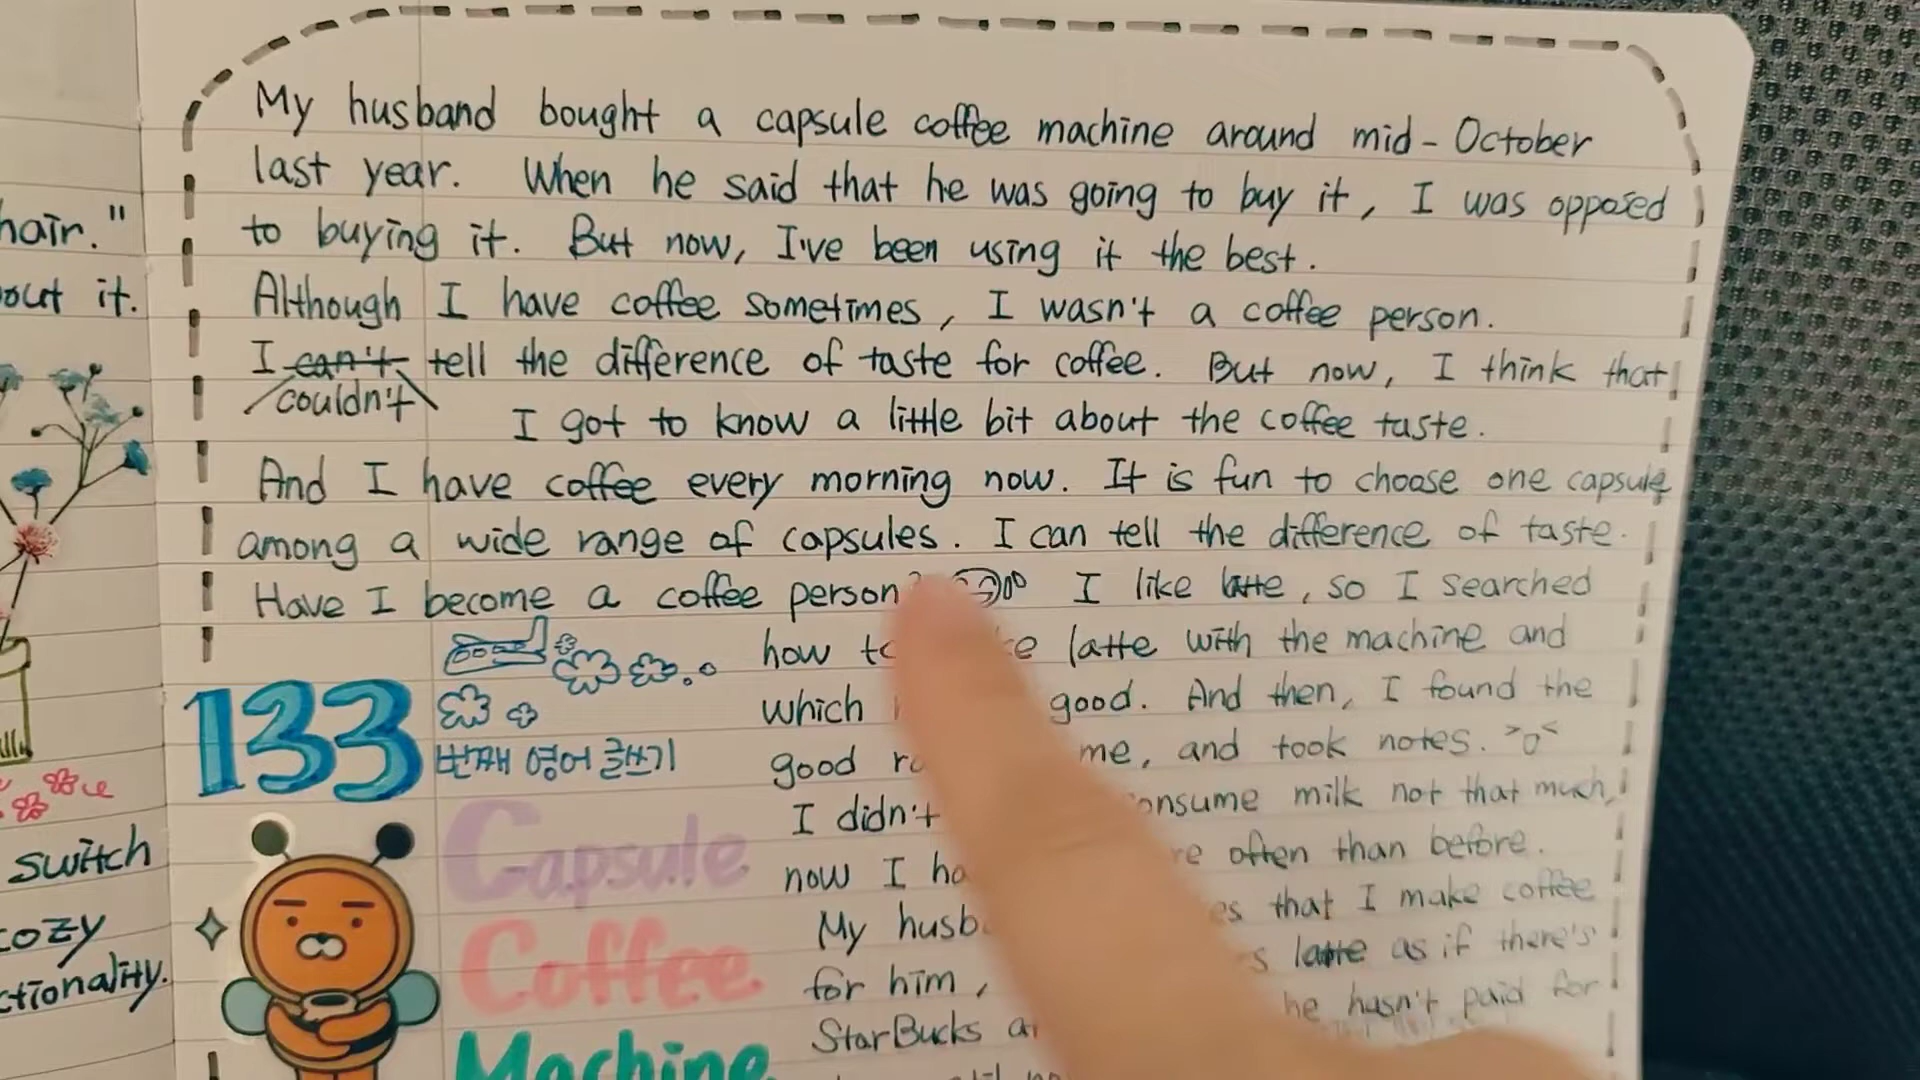 My husband bought a capsule coffee machine around mid-October
last year. When he said that he was going to buy it, I was opposed
to buying it. But now, I've been using it the best.
Although I have coffee sometimes, I wasn't a coffee person.
I can't tell the difference of taste for coffee. But now, I think that
couldn't
I got to know a little bit about the coffee taste.
And I have coffee every morning now. It is fun to choose one capsule
among a wide range of capsules. I can tell the difference of taste.
Have I become a coffee person? I like latte, so I searched
how latte with the machine and
which good. And then, I found the
good me, and took notes. >o<
I didn't milk not that much,
now I often than before.
My that I make coffee
for him, latte as if there's
StarBucks he hasn't paid for
133
번째 영어 글쓰기
Capsule
Coffee
Machine
hair."
it.
switch
cozy